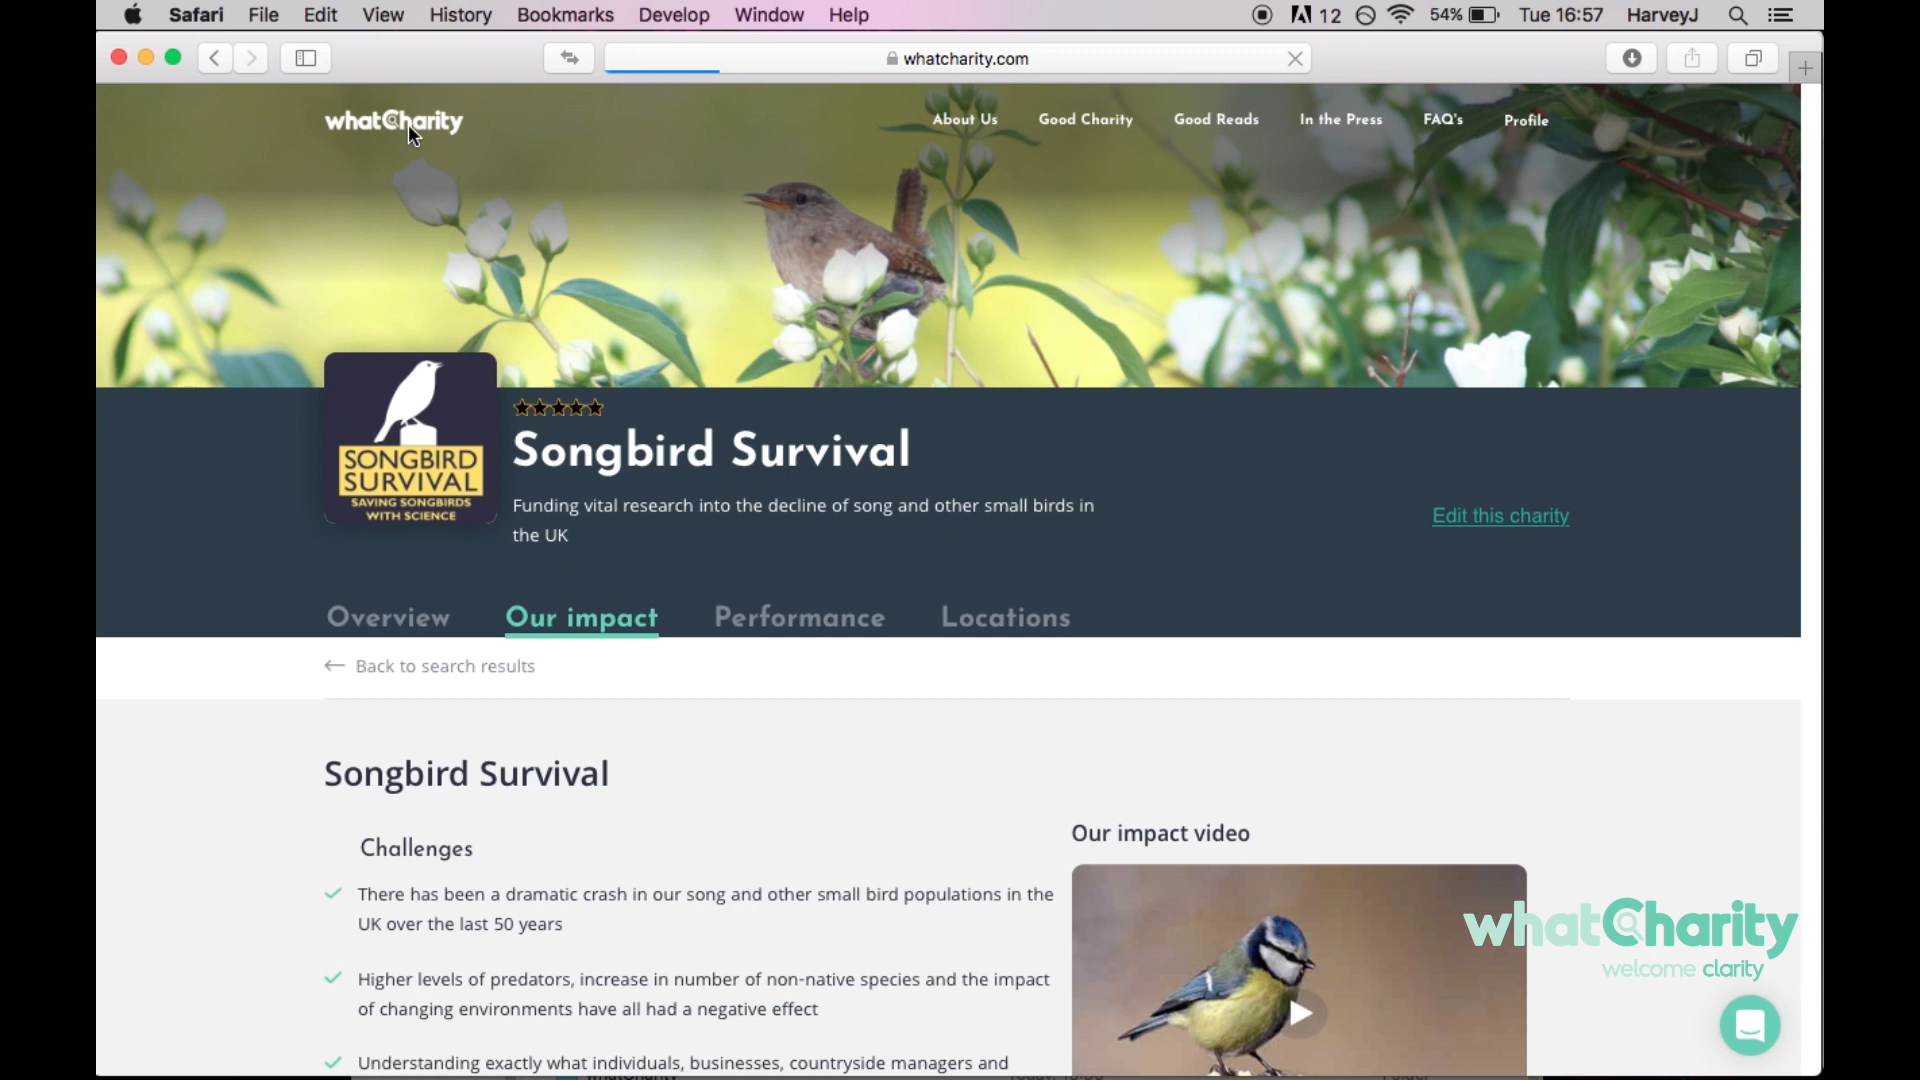 Safari File Edit View History Bookmarks Develop Window Help 12 54% Tue 16:57 HarveyJ
whatcharity.com
whatCharity About Us Good Charity Good Reads In the Press FAQ's Profile
SONGBIRD
SURVIVAL
SAVING SONGBIRDS
WITH SCIENCE
Songbird Survival
Funding vital research into the decline of song and other small birds in
the UK
Edit this charity
Overview Our impact Performance Locations
Back to search results
Songbird Survival
Challenges
There has been a dramatic crash in our song and other small bird populations in the
UK over the last 50 years
Higher levels of predators, increase in number of non-native species and the impact
of changing environments have all had a negative effect
Understanding exactly what individuals, businesses, countryside managers and
Our impact video
whatCharity
welcome clarity